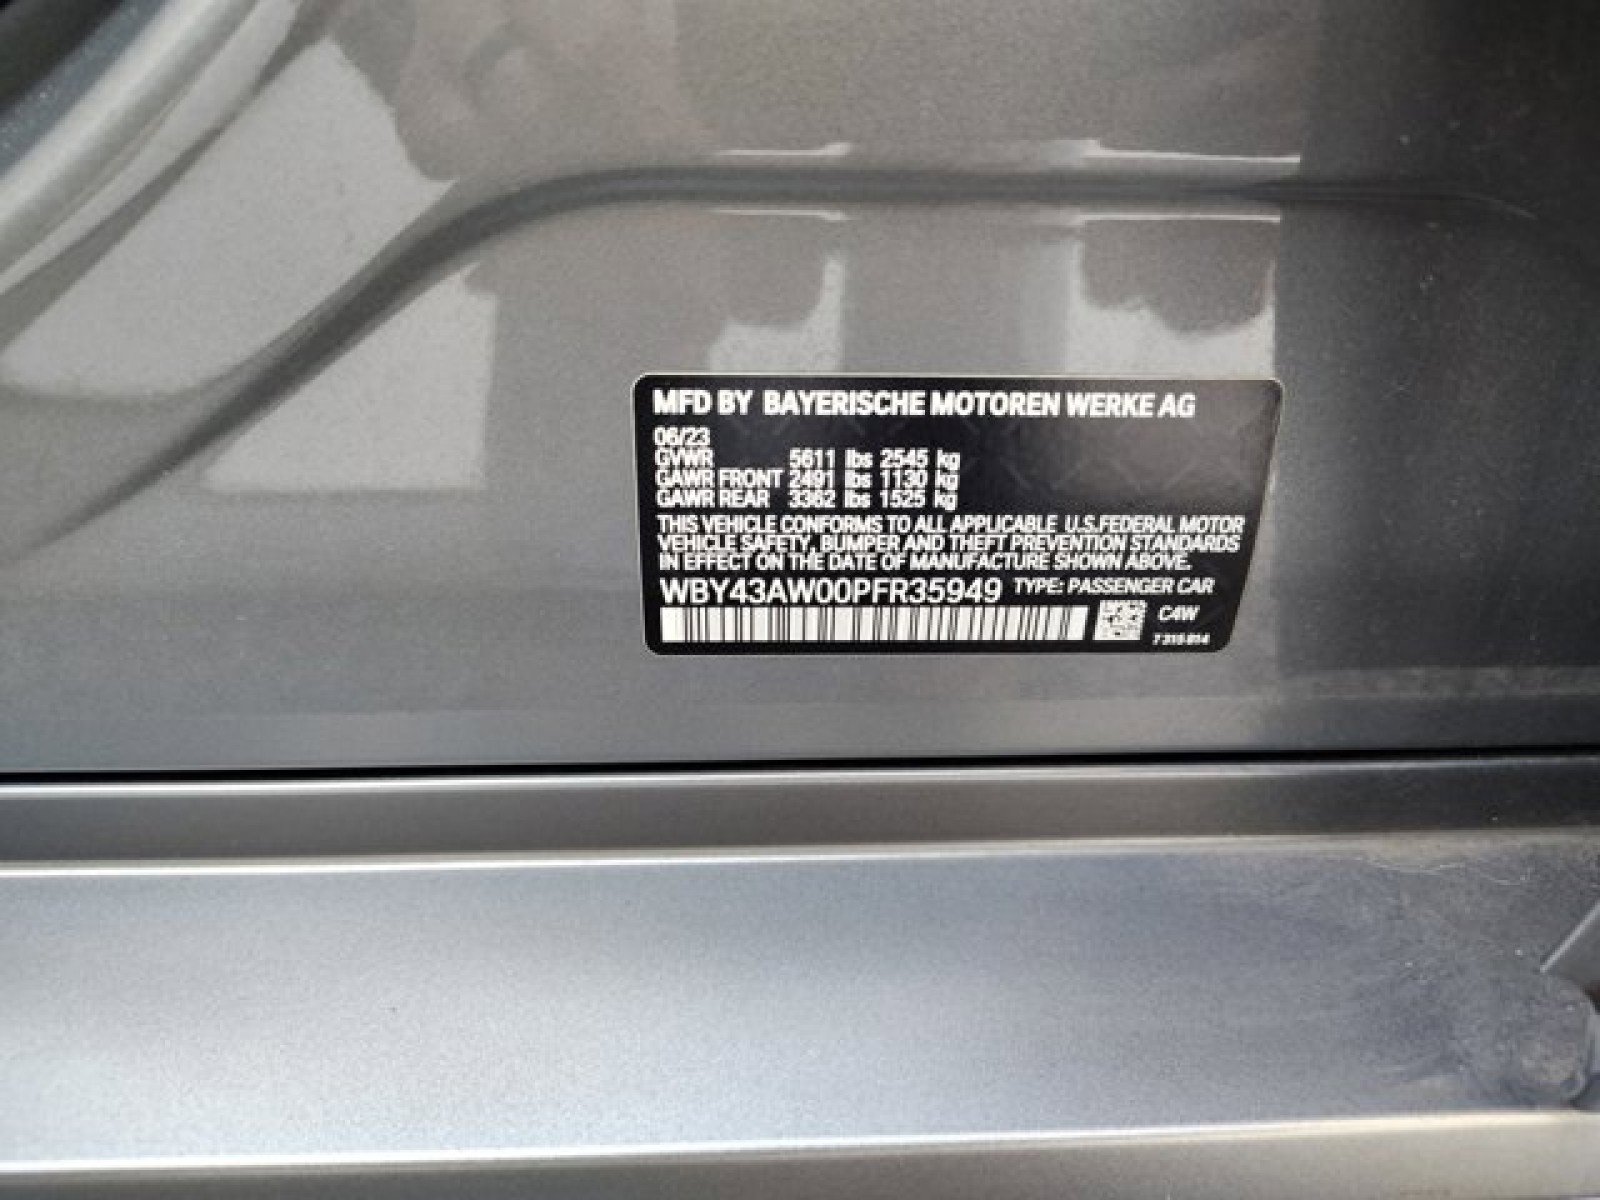 MFD BY BAYERISCHE MOTOREN WERKE AG
06/23
GVWR 5611 lbs 2545 kg
GAWR FRONT 2491 lbs 1130 kg
GAWR REAR 3362 lbs 1525 kg
THIS VEHICLE CONFORMS TO ALL APPLICABLE U.S.FEDERAL MOTOR
VEHICLE SAFETY, BUMPER AND THEFT PREVENTION STANDARDS
IN EFFECT ON THE DATE OF MANUFACTURE SHOWN ABOVE.
WBY43AW00PFR35949 TYPE: PASSENGER CAR
C4W